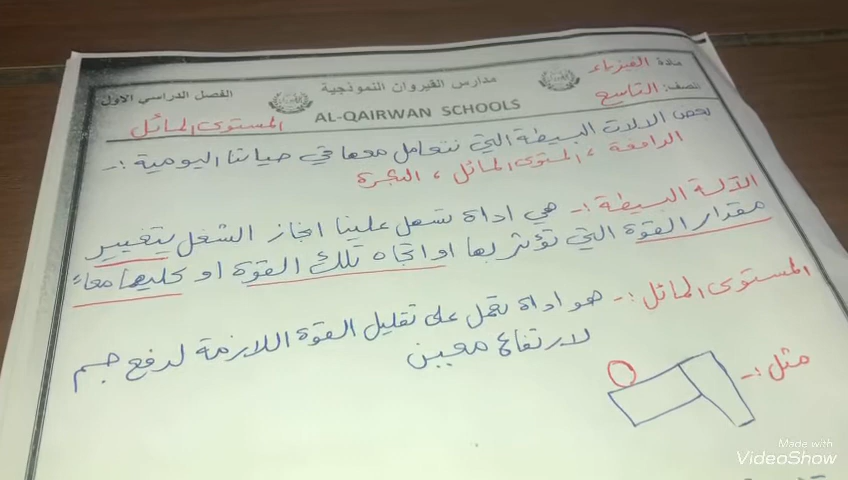 مادة الفيزياء
مدارس القيروان النموذجية
الفصل الدراسي الاول
الصف: التاسع
AL-QAIRWAN SCHOOLS
المستوى المائل
بعض الالات البسيطة التي نتعامل معها في حياتنا اليومية :-
الرافعة ، المستوى المائل ، البكرة
الآلة البسيطة :- هي اداة تسهل علينا انجاز الشغل بتغيير
مقدار القوة التي تؤثر بها او اتجاه تلك القوة او كليهما معاً
المستوى المائل :- هو اداة تعمل على تقليل القوة اللازمة لدفع جسم
لارتفاع معين
مثل :-
Made with
VideoShow